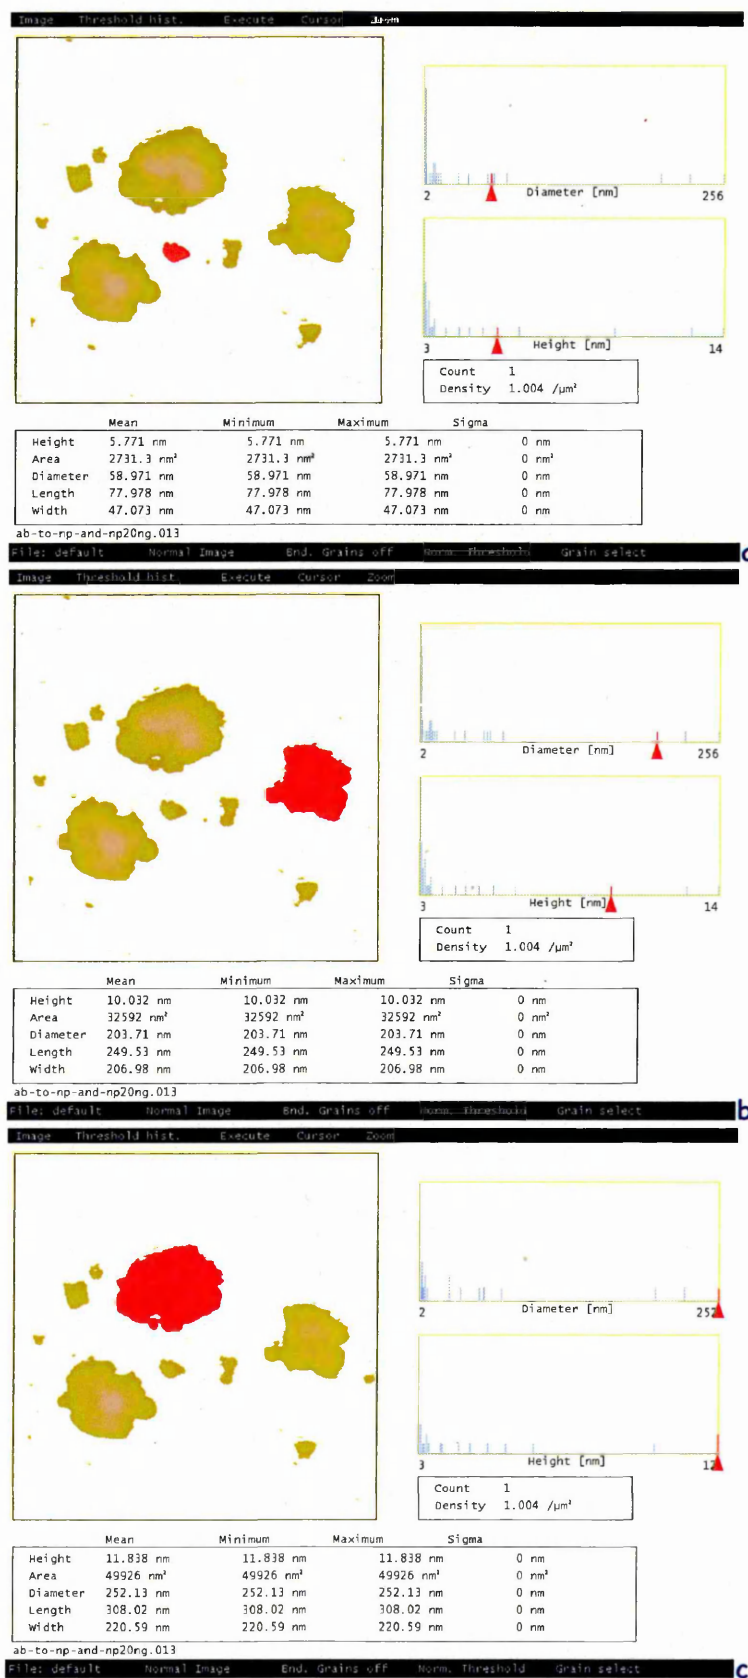 Image Threshold hist. Execute Cursor Zoom
2 Diameter [nm] 256
3 Height [nm] 14
Count 1
Density 1.004 /µm²
Mean Minimum Maximum Sigma
Height 5.771 nm 5.771 nm 5.771 nm 0 nm
Area 2731.3 nm² 2731.3 nm² 2731.3 nm² 0 nm²
Diameter 58.971 nm 58.971 nm 58.971 nm 0 nm
Length 77.978 nm 77.978 nm 77.978 nm 0 nm
Width 47.073 nm 47.073 nm 47.073 nm 0 nm
ab-to-np-and-np20ng.013
File: default Normal Image Bnd. Grains off Norm. Threshold Grain select
Image Threshold hist. Execute Cursor Zoom
2 Diameter [nm] 256
3 Height [nm] 14
Count 1
Density 1.004 /µm²
Mean Minimum Maximum Sigma
Height 10.032 nm 10.032 nm 10.032 nm 0 nm
Area 32592 nm² 32592 nm² 32592 nm² 0 nm²
Diameter 203.71 nm 203.71 nm 203.71 nm 0 nm
Length 249.53 nm 249.53 nm 249.53 nm 0 nm
Width 206.98 nm 206.98 nm 206.98 nm 0 nm
ab-to-np-and-np20ng.013
File: default Normal Image Bnd. Grains off Norm. Threshold Grain select b
Image Threshold hist. Execute Cursor Zoom
2 Diameter [nm] 252
3 Height [nm] 12
Count 1
Density 1.004 /µm²
Mean Minimum Maximum Sigma
Height 11.838 nm 11.838 nm 11.838 nm 0 nm
Area 49926 nm² 49926 nm² 49926 nm² 0 nm²
Diameter 252.13 nm 252.13 nm 252.13 nm 0 nm
Length 308.02 nm 308.02 nm 308.02 nm 0 nm
Width 220.59 nm 220.59 nm 220.59 nm 0 nm
ab-to-np-and-np20ng.013
File: default Normal Image End. Grains off Norm. Threshold Grain select c